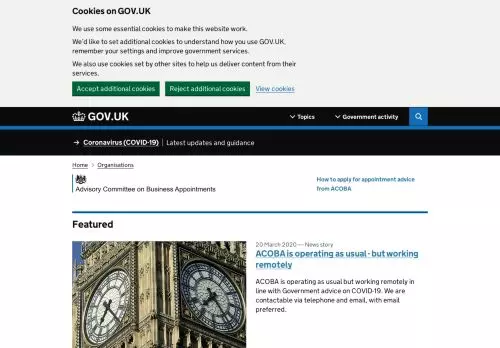 Cookies on GOV.UK
We use some essential cookies to make this website work.
We'd like to set additional cookies to understand how you use GOV.UK,
remember your settings and improve government services.
We also use cookies set by other sites to help us deliver content from their
services.
Accept additional cookies Reject additional cookies View cookies
GOV.UK Topics Government activity
→ Coronavirus (COVID-19) Latest updates and guidance
Home > Organisations
Advisory Committee on Business Appointments
How to apply for appointment advice
from ACOBA
Featured
20 March 2020 — News story
ACOBA is operating as usual - but working
remotely
ACOBA is operating as usual but working remotely in
line with Government advice on COVID-19. We are
contactable via telephone and email, with email
preferred.